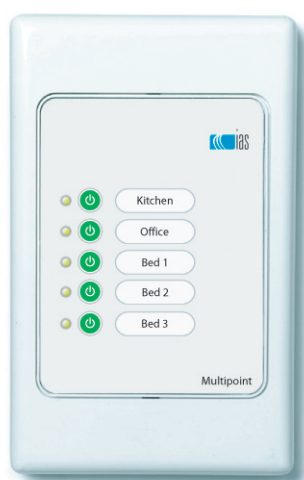 ias
Kitchen
Office
Bed 1
Bed 2
Bed 3
Multipoint